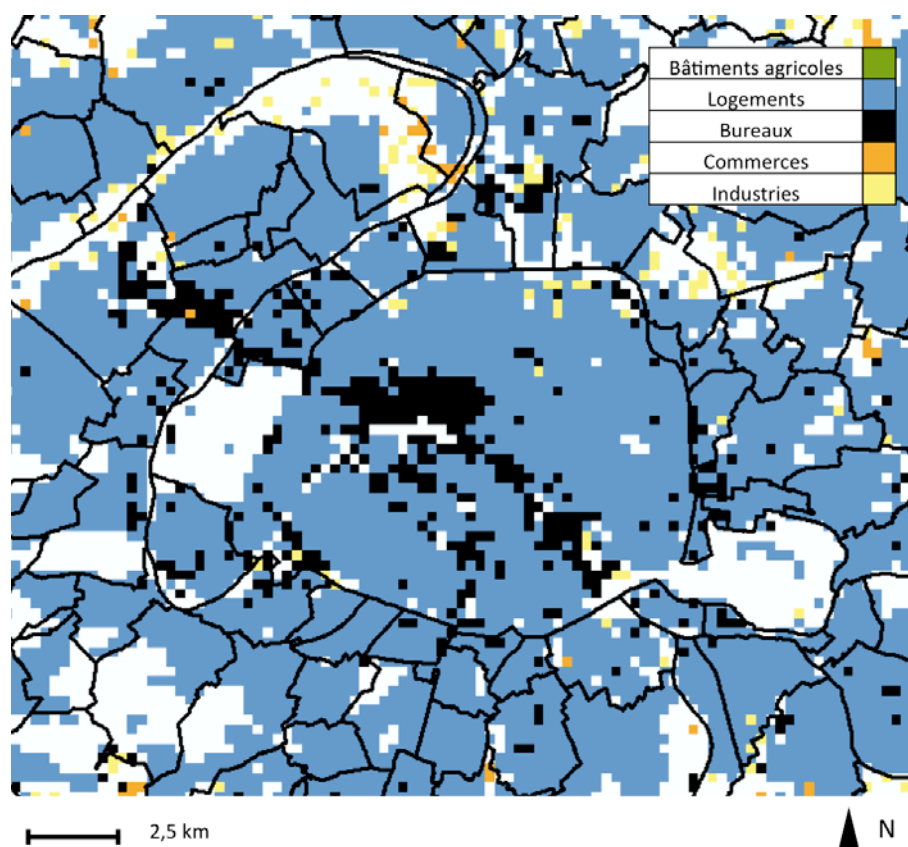 Bâtiments agricoles
Logements
Bureaux
Commerces
Industries
2,5 km
N